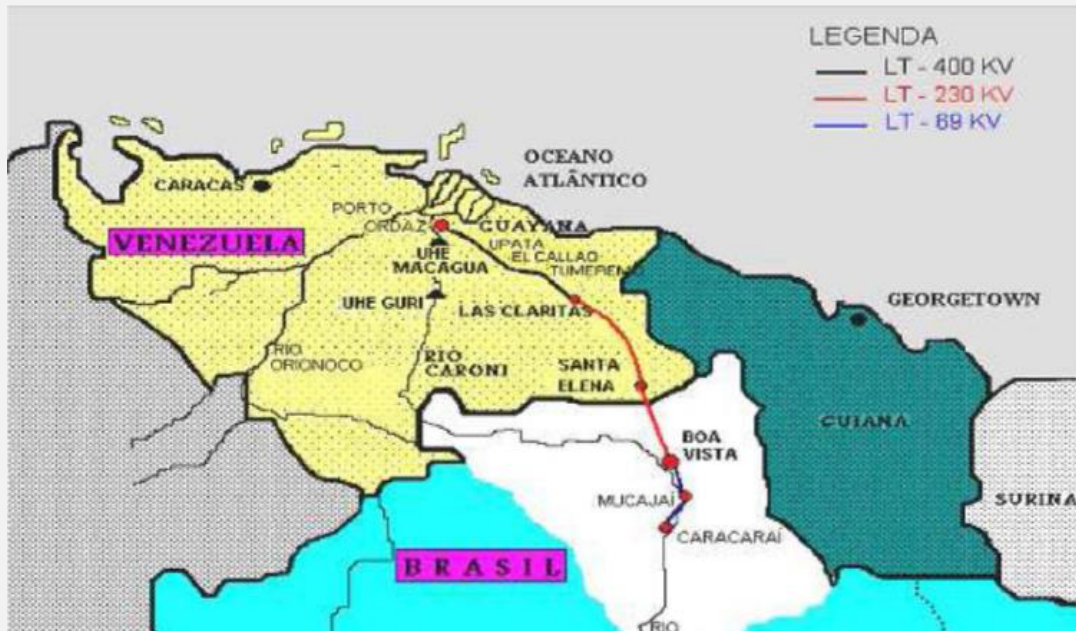 LEGENDA
LT - 400 KV
LT - 230 KV
LT - 69 KV
OCEANO
ATLÂNTICO
CARACAS
PORTO
ORDAZ
GUAYANA
VENEZUELA
UHE
MACAGUA
UPATA
EL CALLAO
TUMEREMO
UHE GURI
LAS CLARITAS
GEORGETOWN
RIO
ORIONOCO
RIO
CARONI
SANTA
ELENA
BOA
VISTA
GUIANA
MUCAJAÍ
SURINA
CARACARAÍ
BRASIL
RIO